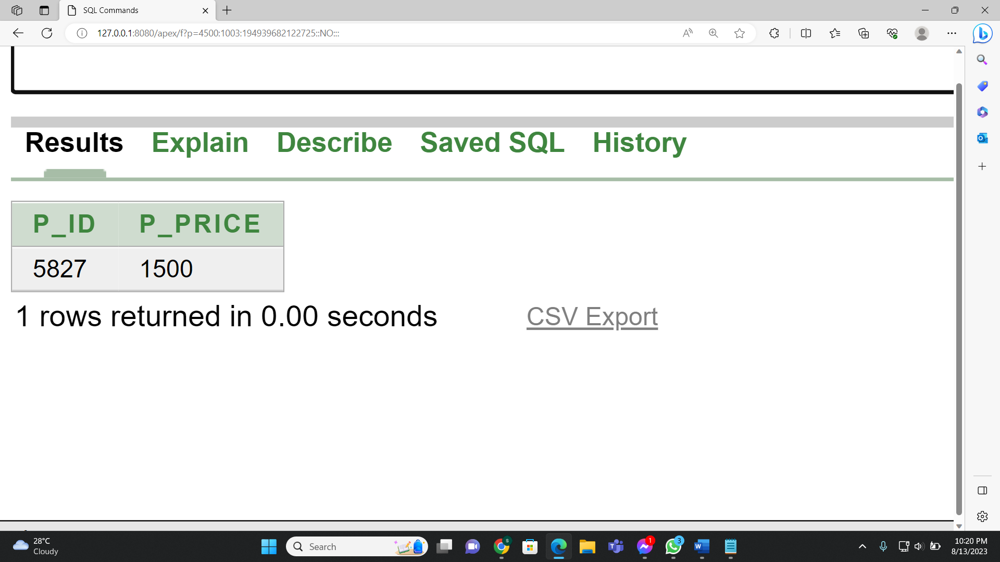 SQL Commands
127.0.0.1:8080/apex/f?p=4500:1003:194939682122725::NO:::
Results Explain Describe Saved SQL History
P_ID P_PRICE
5827 1500
1 rows returned in 0.00 seconds CSV Export
28°C
Cloudy
Search
1
3
10:20 PM
8/13/2023